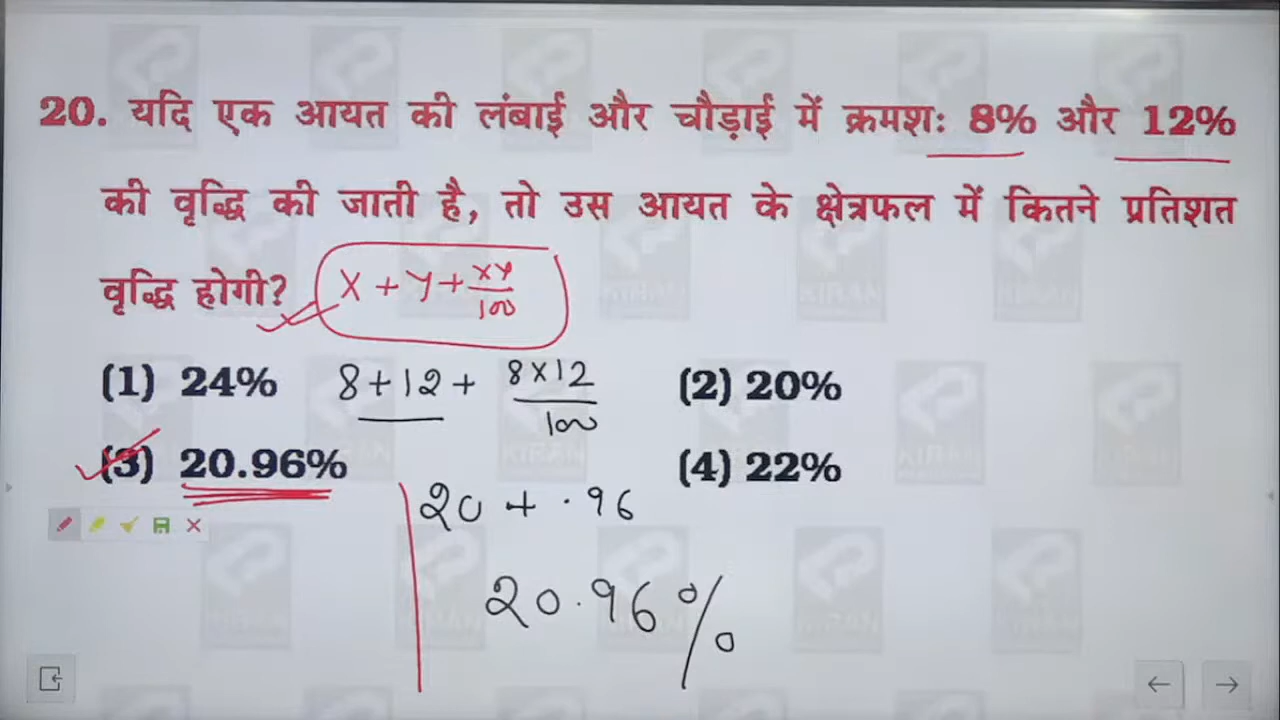 20. यदि एक आयत की लंबाई और चौड़ाई में क्रमशः 8% और 12%
की वृद्धि की जाती है, तो उस आयत के क्षेत्रफल में कितने प्रतिशत
वृद्धि होगी? x + y + xy/100
(1) 24% 8 + 12 + 8 × 12/100 (2) 20%
(3) 20.96% (4) 22%
20 + .96
20.96%